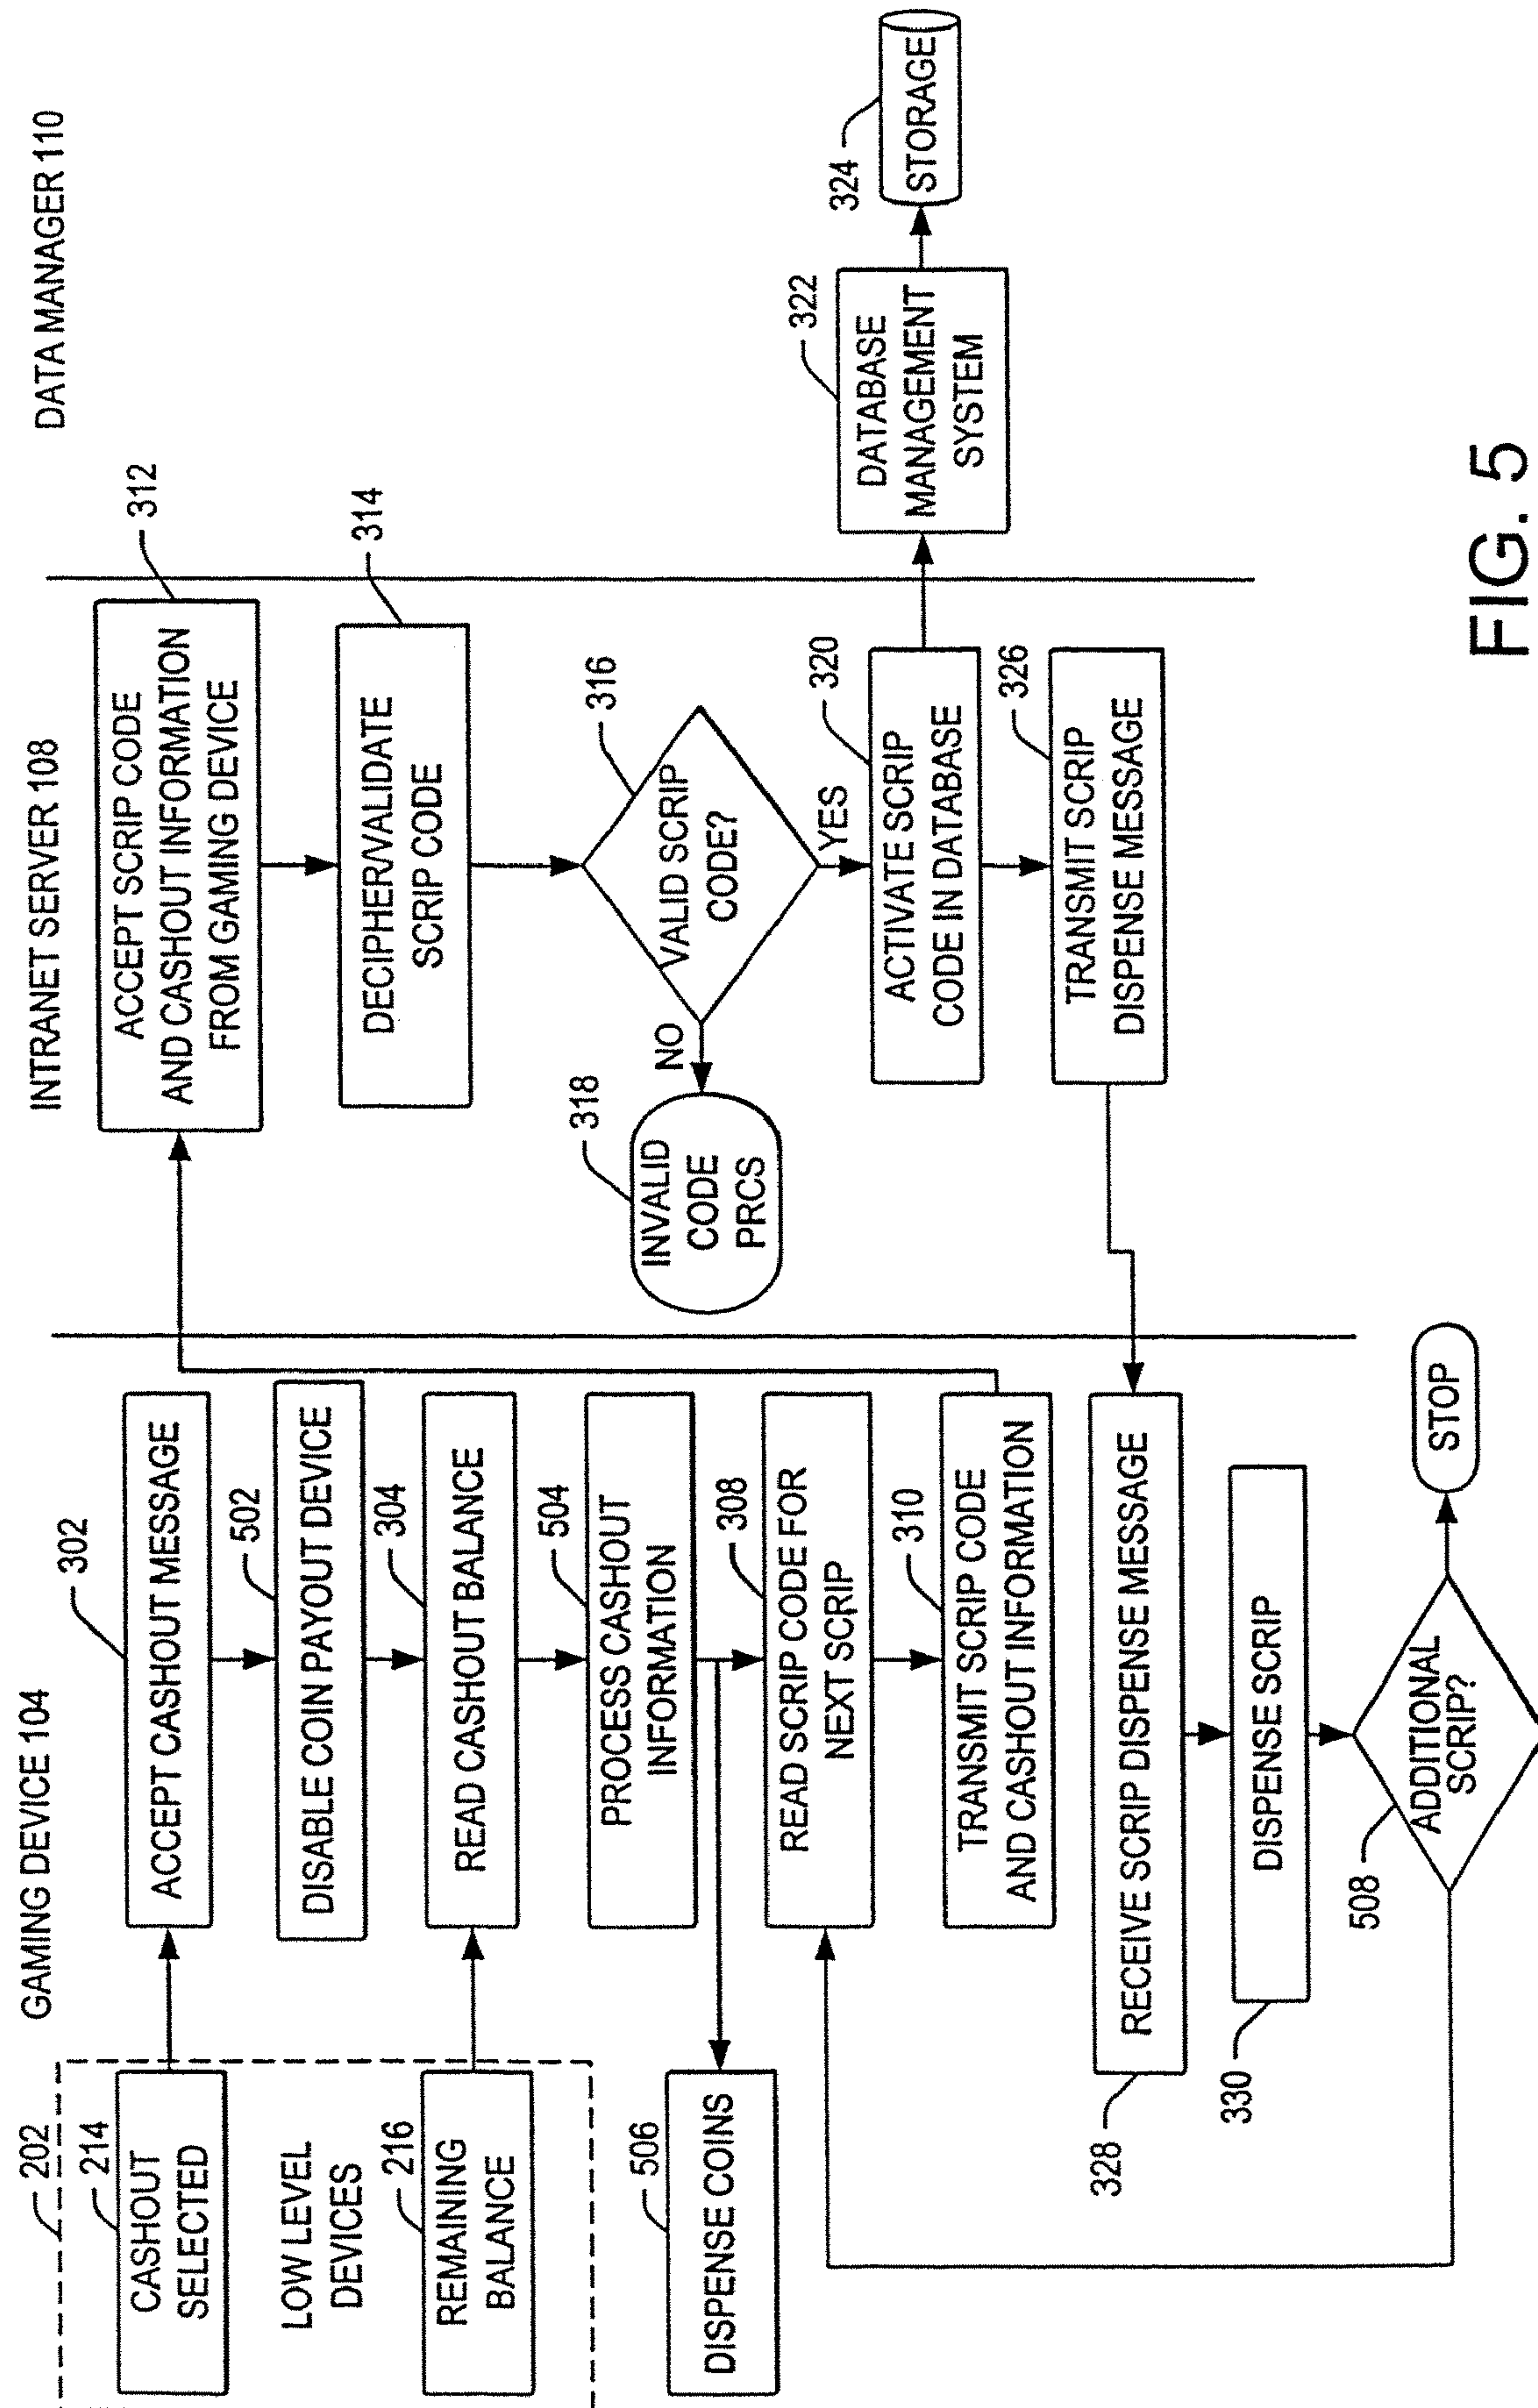 GAMING DEVICE 104
INTRANET SERVER 108
DATA MANAGER 110
202
214
CASHOUT
SELECTED
LOW LEVEL
DEVICES
216
REMAINING
BALANCE
302
ACCEPT CASHOUT MESSAGE
502
DISABLE COIN PAYOUT DEVICE
304
READ CASHOUT BALANCE
504
PROCESS CASHOUT
INFORMATION
506
DISPENSE COINS
308
READ SCRIP CODE FOR
NEXT SCRIP
310
TRANSMIT SCRIP CODE
AND CASHOUT INFORMATION
328
RECEIVE SCRIP DISPENSE MESSAGE
330
DISPENSE SCRIP
508
ADDITIONAL
SCRIP?
STOP
312
ACCEPT SCRIP CODE
AND CASHOUT INFORMATION
FROM GAMING DEVICE
314
DECIPHER/VALIDATE
SCRIP CODE
316
VALID SCRIP
CODE?
NO
YES
318
INVALID
CODE
PRCS
320
ACTIVATE SCRIP
CODE IN DATABASE
326
TRANSMIT SCRIP
DISPENSE MESSAGE
322
DATABASE
MANAGEMENT
SYSTEM
324
STORAGE
FIG. 5